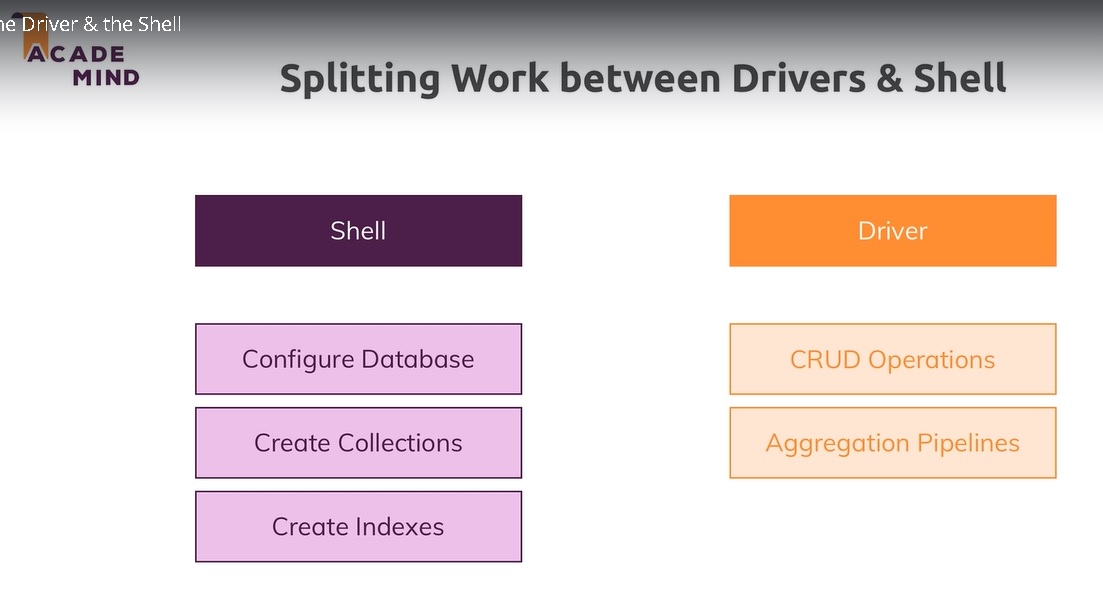 he Driver & the Shell
ACADE
MIND
Splitting Work between Drivers & Shell
Shell
Driver
Configure Database
CRUD Operations
Create Collections
Aggregation Pipelines
Create Indexes